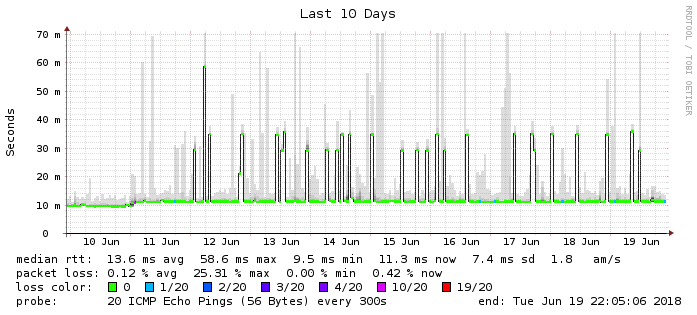 Last 10 Days
RRDTOOL / TOBI OETIKER
Seconds
70 m
60 m
50 m
40 m
30 m
20 m
10 m
0
10 Jun 11 Jun 12 Jun 13 Jun 14 Jun 15 Jun 16 Jun 17 Jun 18 Jun 19 Jun
median rtt: 13.6 ms avg 58.6 ms max 9.5 ms min 11.3 ms now 7.4 ms sd 1.8 am/s
packet loss: 0.12 % avg 25.31 % max 0.00 % min 0.42 % now
loss color: 0 1/20 2/20 3/20 4/20 10/20 19/20
probe: 20 ICMP Echo Pings (56 Bytes) every 300s end: Tue Jun 19 22:05:06 2018